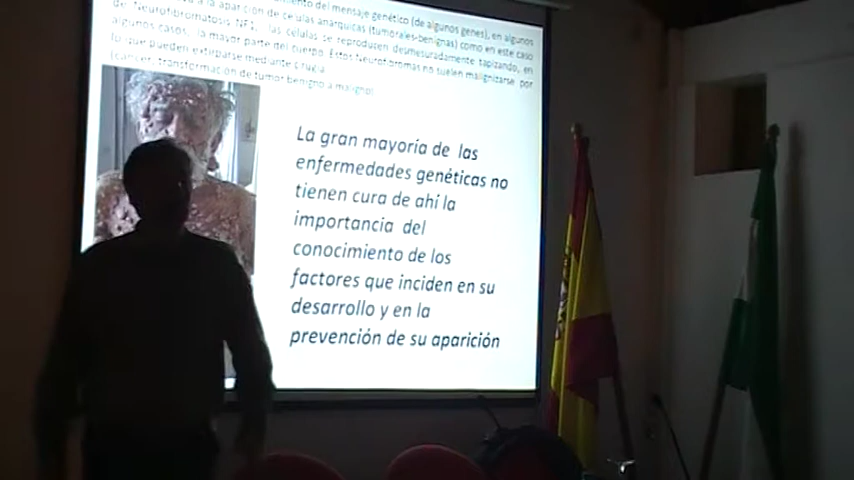 miento del mensaje genético (de algunos genes), en algunos
a la aparición de células anárquicas (tumorales-benignas) como en este caso
de Neurofibromatosis NF1, las células se reproducen desmesuradamente tapizando, en
algunos casos, la mayor parte del cuerpo. Estos Neurofibromas no suelen malignizarse por
que pueden extirparse mediante cirugía
(cáncer, transformación de tumor benigno a maligno)
La gran mayoría de las
enfermedades genéticas no
tienen cura de ahí la
importancia del
conocimiento de los
factores que inciden en su
desarrollo y en la
prevención de su aparición